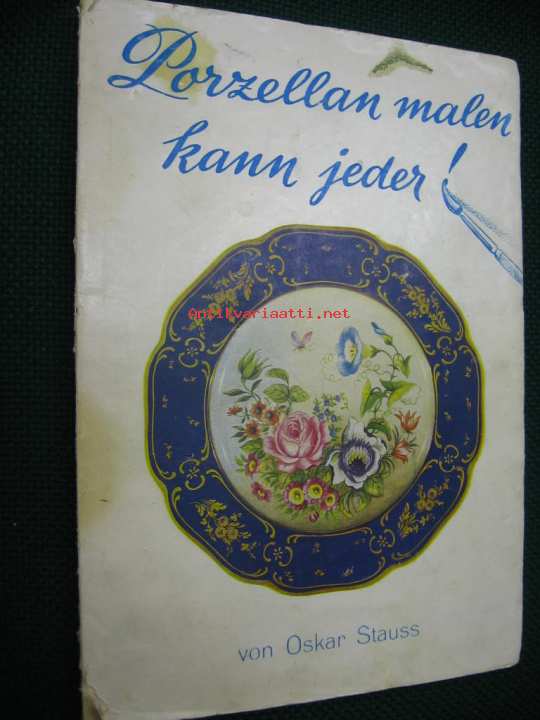 Porzellan malen
kann jeder!
Antikvariaatti.net
von Oskar Stauss